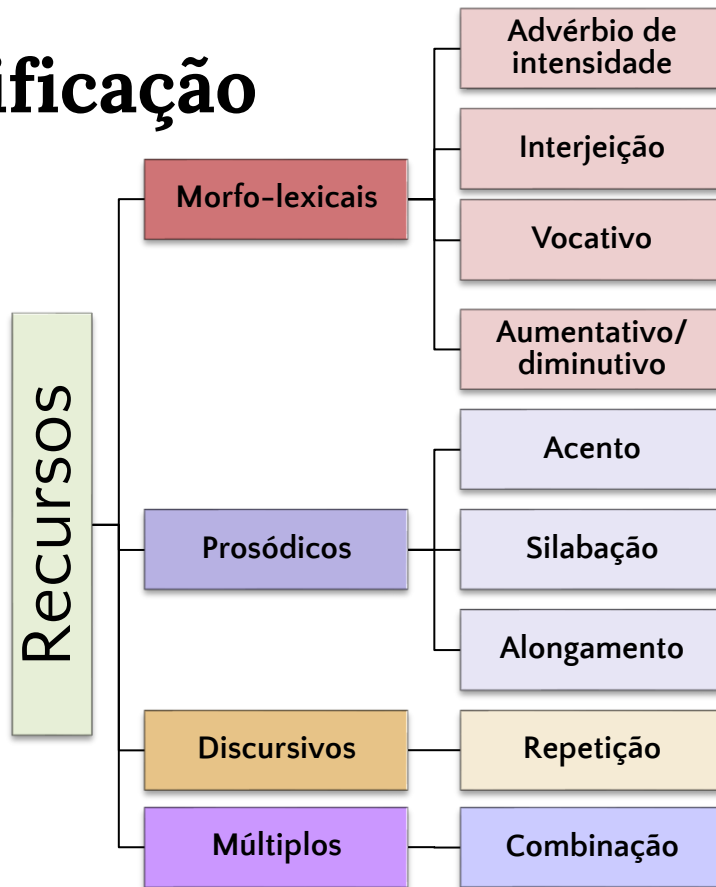 ificação
Recursos
Morfo-lexicais
Advérbio de
intensidade
Interjeição
Vocativo
Aumentativo/
diminutivo
Prosódicos
Acento
Silabação
Alongamento
Discursivos
Repetição
Múltiplos
Combinação